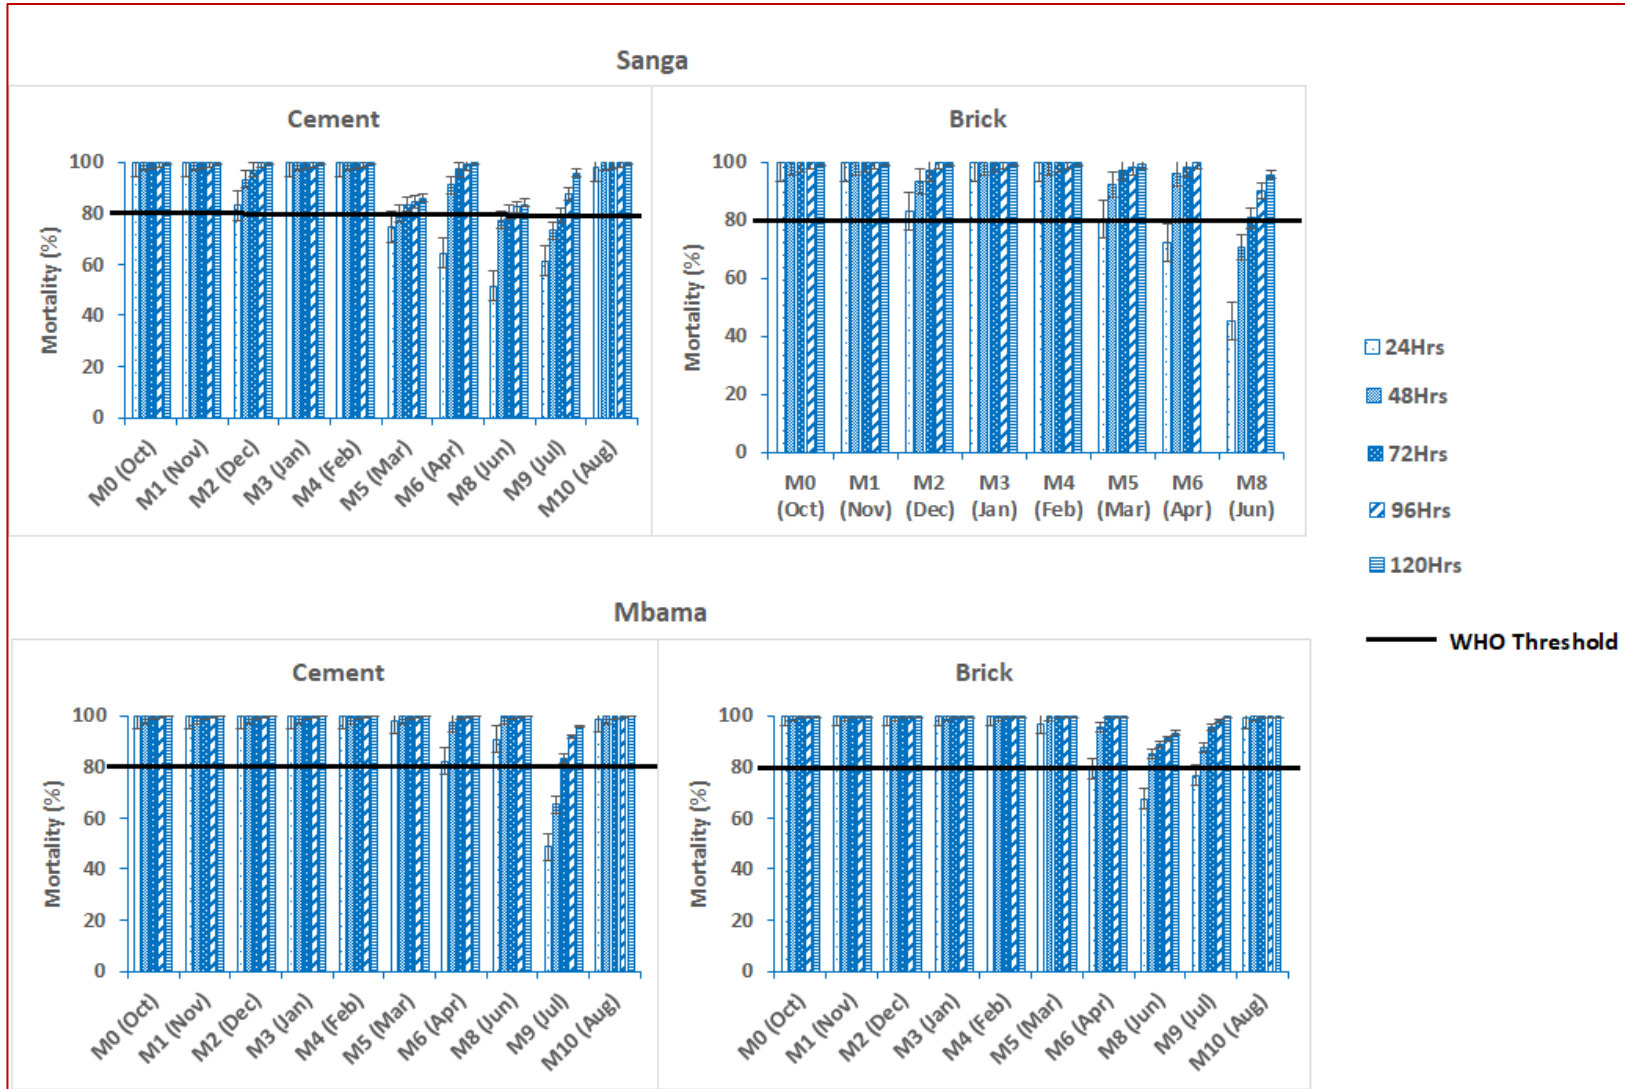 Sanga
Cement
Mortality (%)
100
80
60
40
20
0
M0 (Oct)
M1 (Nov)
M2 (Dec)
M3 (Jan)
M4 (Feb)
M5 (Mar)
M6 (Apr)
M8 (Jun)
M9 (Jul)
M10 (Aug)
Brick
Mortality (%)
100
80
60
40
20
0
M0
(Oct)
M1
(Nov)
M2
(Dec)
M3
(Jan)
M4
(Feb)
M5
(Mar)
M6
(Apr)
M8
(Jun)
24Hrs
48Hrs
72Hrs
96Hrs
120Hrs
WHO Threshold
Mbama
Cement
Mortality (%)
100
80
60
40
20
0
M0 (Oct)
M1 (Nov)
M2 (Dec)
M3 (Jan)
M4 (Feb)
M5 (Mar)
M6 (Apr)
M8 (Jun)
M9 (Jul)
M10 (Aug)
Brick
Mortality (%)
100
80
60
40
20
0
M0 (Oct)
M1 (Nov)
M2 (Dec)
M3 (Jan)
M4 (Feb)
M5 (Mar)
M6 (Apr)
M8 (Jun)
M9 (Jul)
M10 (Aug)